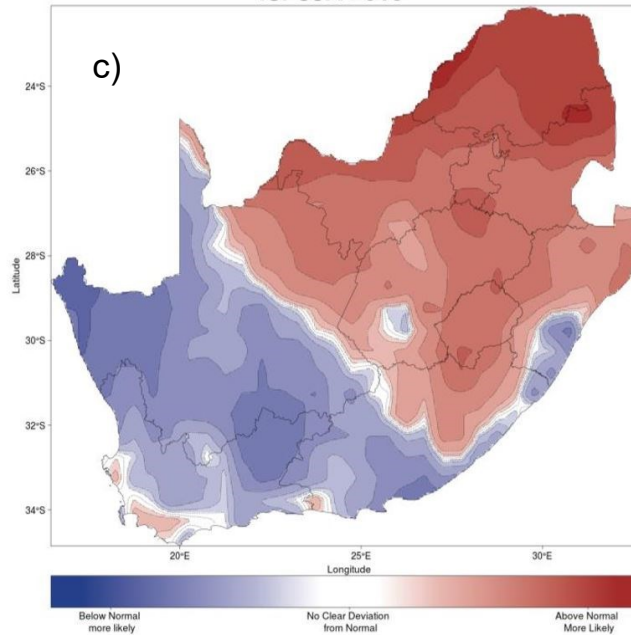 c)
24°S
26°S
28°S
30°S
32°S
34°S
Latitude
20°E
25°E
30°E
Longitude
Below Normal
more likely
No Clear Deviation
from Normal
Above Normal
More Likely